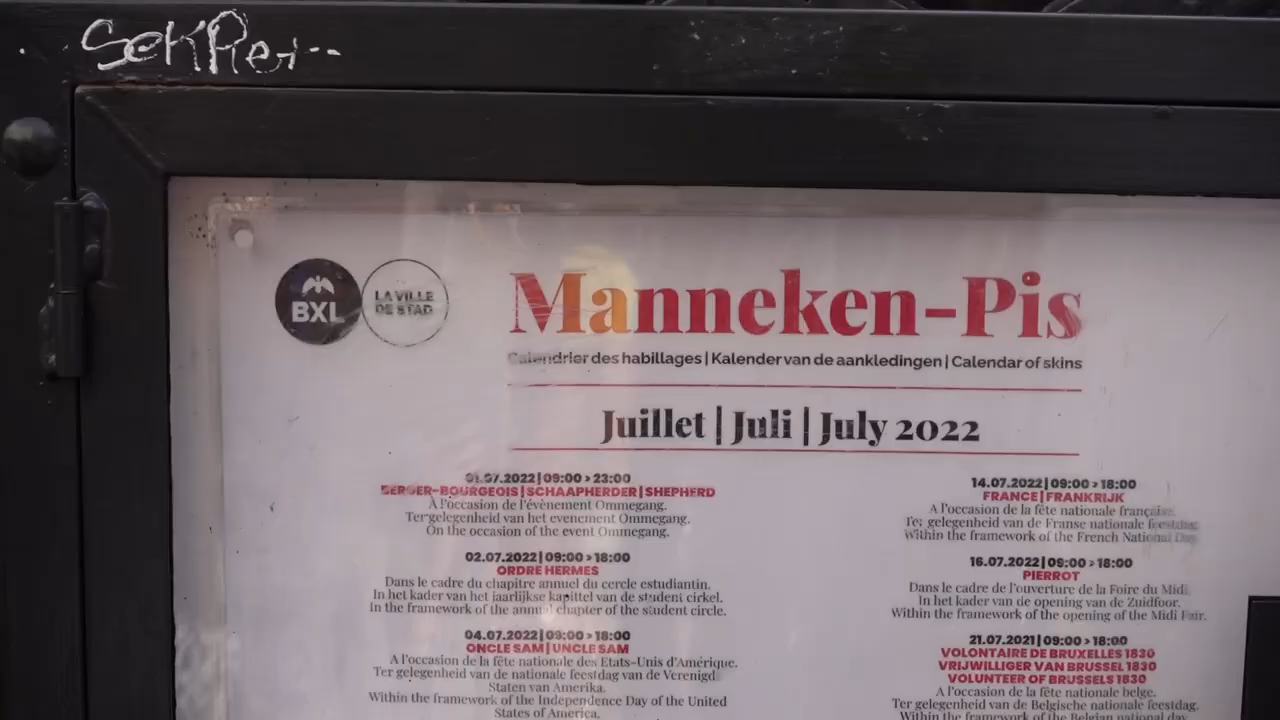 SeKPier--
BXL
LA VILLE
DE STAD
Manneken-Pis
Calendrier des habillages | Kalender van de aankledingen | Calendar of skins
Juillet | Juli | July 2022
01.07.2022 | 09:00 > 23:00
BERGER-BOURGEOIS | SCHAAPHERDER | SHEPHERD
À l'occasion de l'évènement Ommegang.
Ter gelegenheid van het evenement Ommegang.
On the occasion of the event Ommegang.
02.07.2022 | 09:00 > 18:00
ORDRE HERMES
Dans le cadre du chapitre annuel du cercle estudiantin.
In het kader van het jaarlijkse kapittel van de student cirkel.
In the framework of the annual chapter of the student circle.
04.07.2022 | 09:00 > 18:00
ONCLE SAM | UNCLE SAM
A l'occasion de la fête nationale des Etats-Unis d'Amérique.
Ter gelegenheid van de nationale feestdag van de Verenigd
Staten van Amerika.
Within the framework of the Independence Day of the United
States of America.
14.07.2022 | 09:00 > 18:00
FRANCE | FRANKRIJK
A l'occasion de la fête nationale française.
Ter gelegenheid van de Franse nationale feestdag.
Within the framework of the French National Day.
16.07.2022 | 09:00 > 18:00
PIERROT
Dans le cadre de l'ouverture de la Foire du Midi.
In het kader van de opening van de Zuidfoor.
Within the framework of the opening of the Midi Fair.
21.07.2021 | 09:00 > 18:00
VOLONTAIRE DE BRUXELLES 1830
VRIJWILLIGER VAN BRUSSEL 1830
VOLUNTEER OF BRUSSELS 1830
A l'occasion de la fête nationale belge.
Ter gelegenheid van de Belgische nationale feestdag.
Within the framework of the Belgian national day.